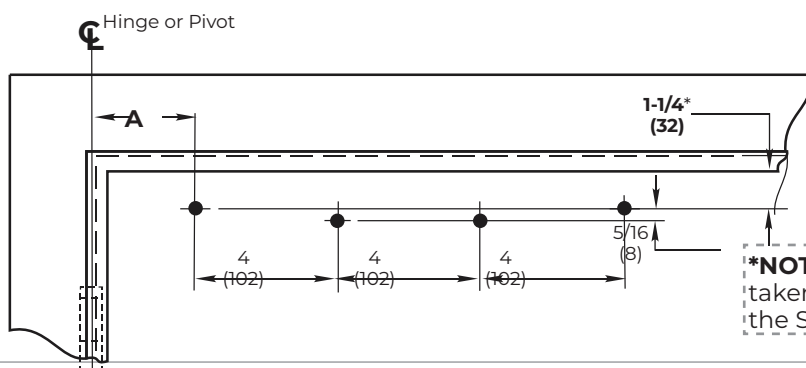 ℄ Hinge or Pivot
A
1-1/4*
(32)
5/16
(8)
4
(102)
4
(102)
4
(102)
*NOT
taken
the S